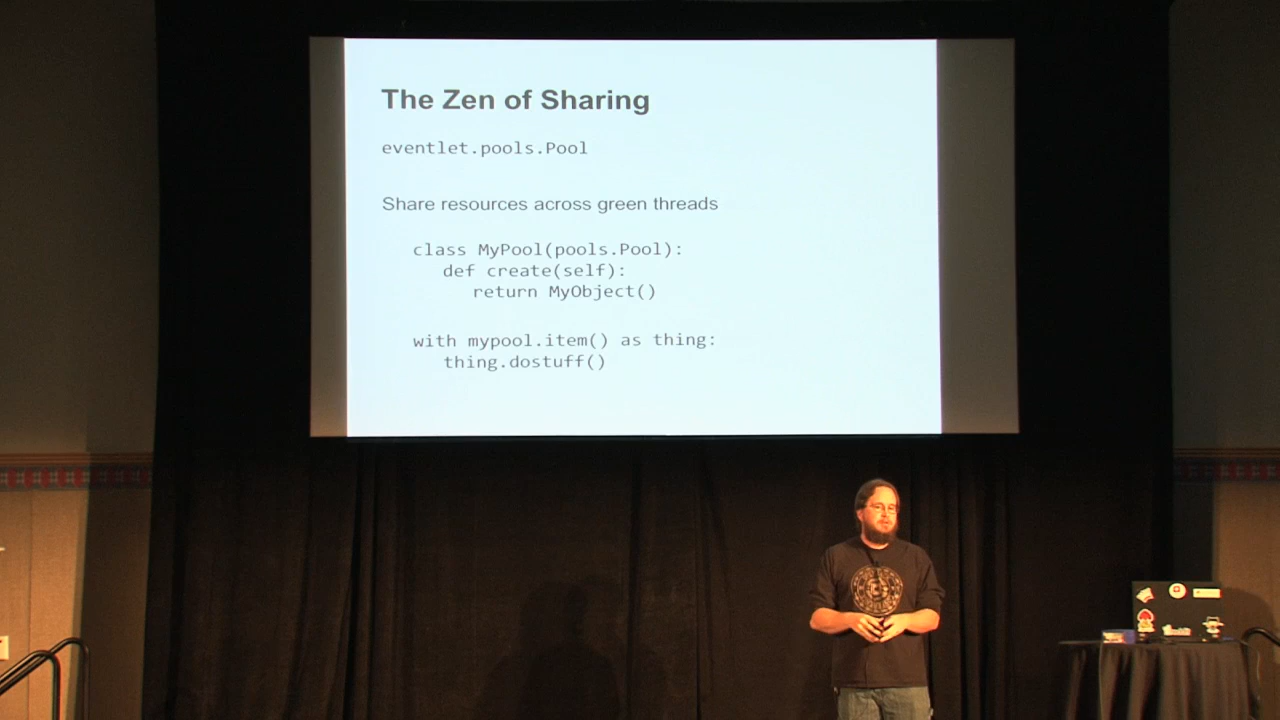 The Zen of Sharing
eventlet.pools.Pool
Share resources across green threads
class MyPool(pools.Pool):
def create(self):
return MyObject()
with mypool.item() as thing:
thing.dostuff()